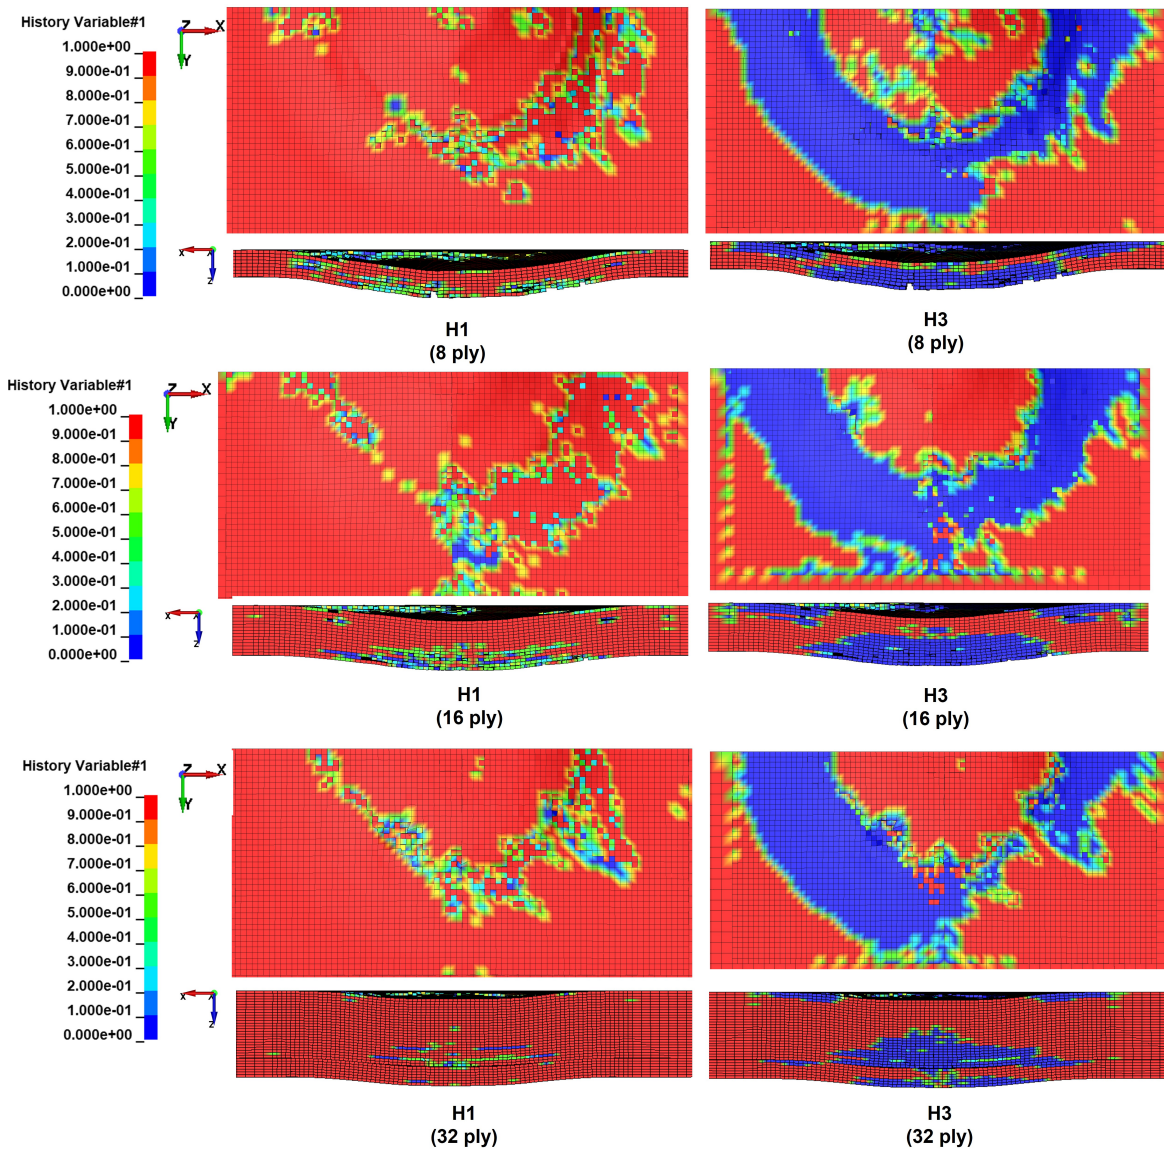 History Variable#1
1.000e+00
9.000e-01
8.000e-01
7.000e-01
6.000e-01
5.000e-01
4.000e-01
3.000e-01
2.000e-01
1.000e-01
0.000e+00
Z X
Y
X
Z
H1
(8 ply)
H3
(8 ply)
History Variable#1
1.000e+00
9.000e-01
8.000e-01
7.000e-01
6.000e-01
5.000e-01
4.000e-01
3.000e-01
2.000e-01
1.000e-01
0.000e+00
Z X
Y
X
Z
H1
(16 ply)
H3
(16 ply)
History Variable#1
1.000e+00
9.000e-01
8.000e-01
7.000e-01
6.000e-01
5.000e-01
4.000e-01
3.000e-01
2.000e-01
1.000e-01
0.000e+00
Z X
Y
X
Z
H1
(32 ply)
H3
(32 ply)